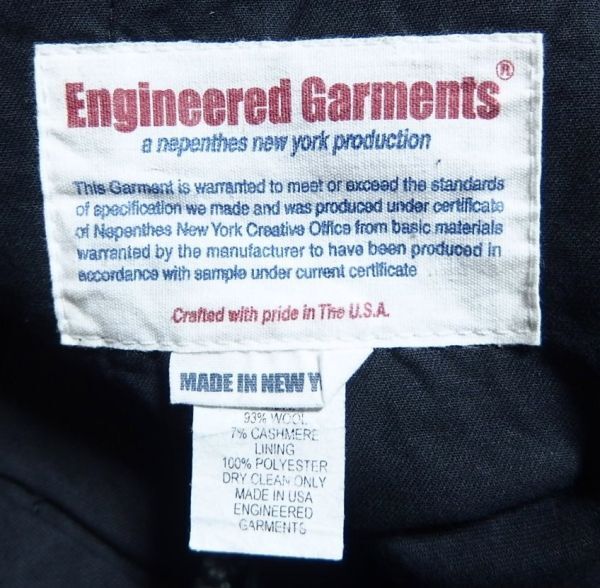 Engineered Garments®
a nepenthes new york production
This Garment is warranted to meet or exceed the standards
of specification we made and was produced under certificate
of Nepenthes New York Creative Office from basic materials
warranted by the manufacturer to have been produced in
accordance with sample under current certificate
Crafted with pride in The U.S.A.
MADE IN NEW Y
93% WOOL
7% CASHMERE
LINING
100% POLYESTER
DRY CLEAN ONLY
MADE IN USA
ENGINEERED
GARMENTS